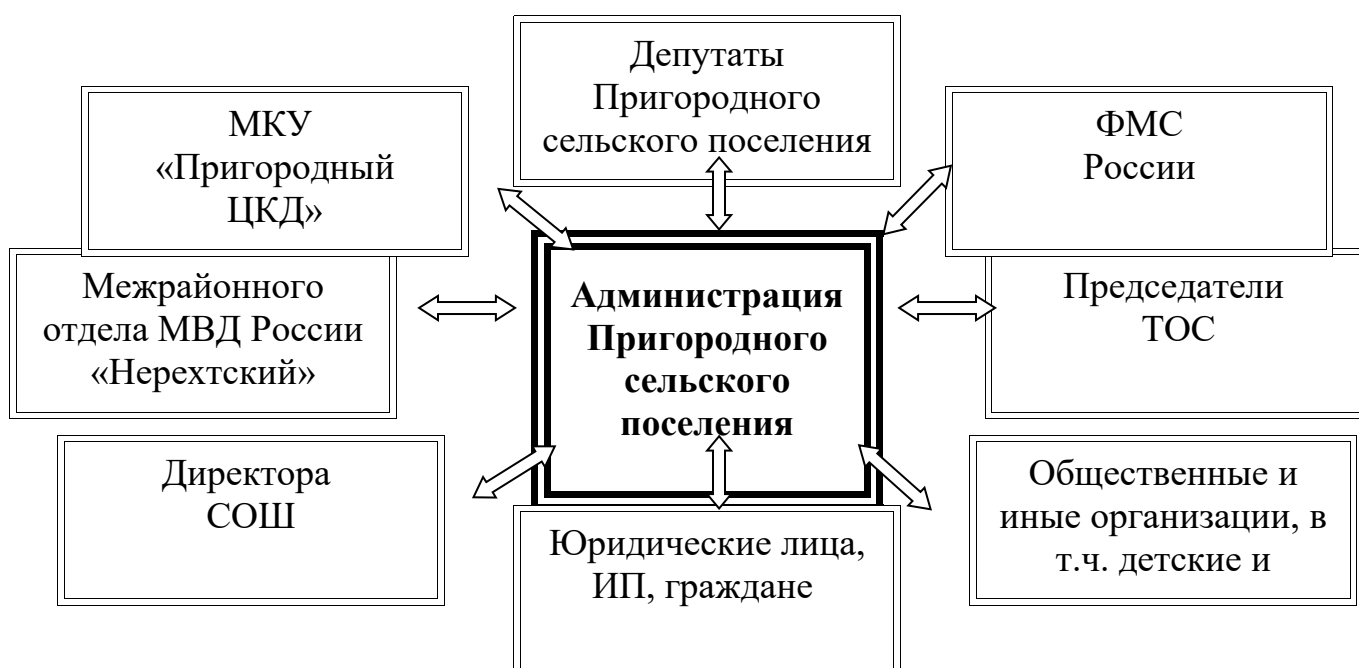 Депутаты
Пригородного
сельского поселения
МКУ
«Пригородный
ЦКД»
ФМС
России
Межрайонного
отдела МВД России
«Нерехтский»
Администрация
Пригородного
сельского
поселения
Председатели
ТОС
Директора
СОШ
Юридические лица,
ИП, граждане
Общественные и
иные организации, в
т.ч. детские и